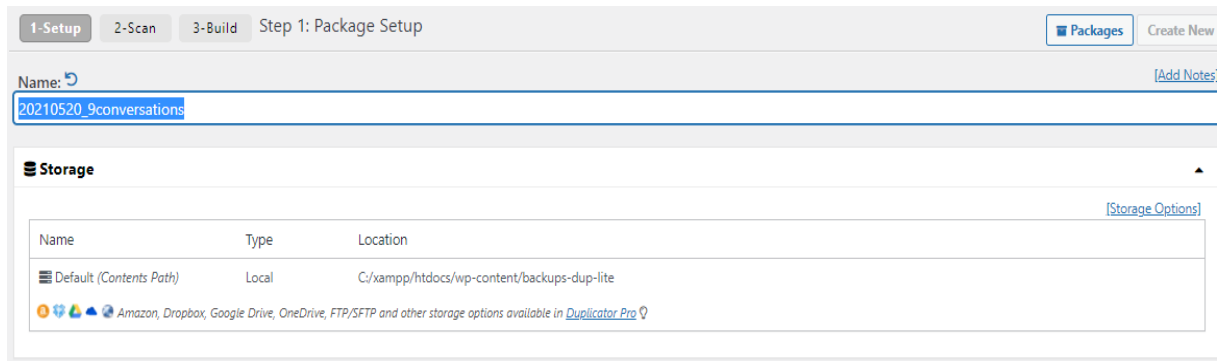 1-Setup 2-Scan 3-Build Step 1: Package Setup Packages Create New
Name: [Add Notes]
20210520_9conversations
Storage
[Storage Options]
Name Type Location
Default (Contents Path) Local C:/xampp/htdocs/wp-content/backups-dup-lite
Amazon, Dropbox, Google Drive, OneDrive, FTP/SFTP and other storage options available in Duplicator Pro